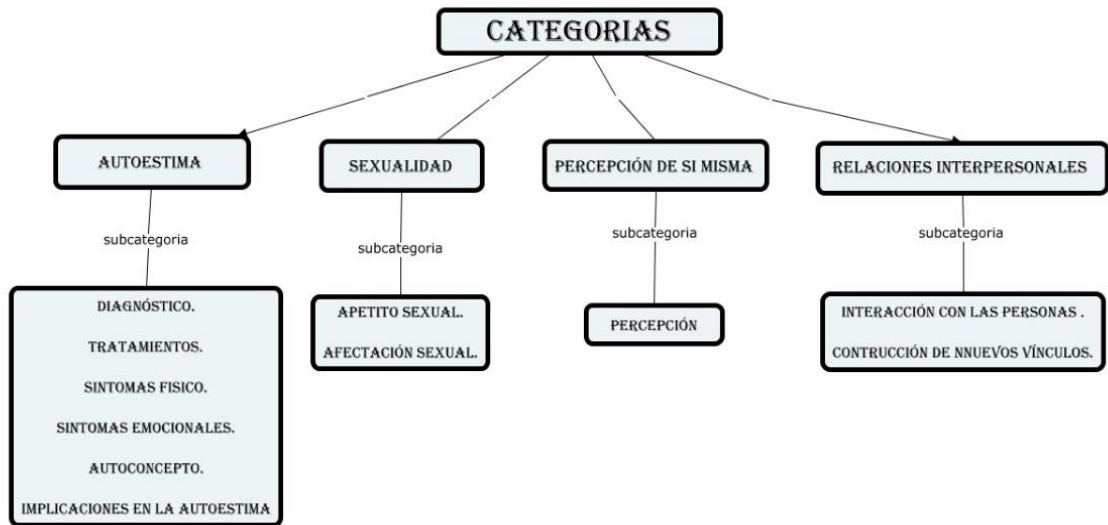 CATEGORIAS
AUTOESTIMA
SEXUALIDAD
PERCEPCIÓN DE SI MISMA
RELACIONES INTERPERSONALES
subcategoria
subcategoria
subcategoria
subcategoria
DIAGNÓSTICO.
TRATAMIENTOS.
SINTOMAS FISICO.
SINTOMAS EMOCIONALES.
AUTOCONCEPTO.
IMPLICACIONES EN LA AUTOESTIMA
APETITO SEXUAL.
AFECTACIÓN SEXUAL.
PERCEPCIÓN
INTERACCIÓN CON LAS PERSONAS .
CONTRUCCIÓN DE NNUEVOS VÍNCULOS.